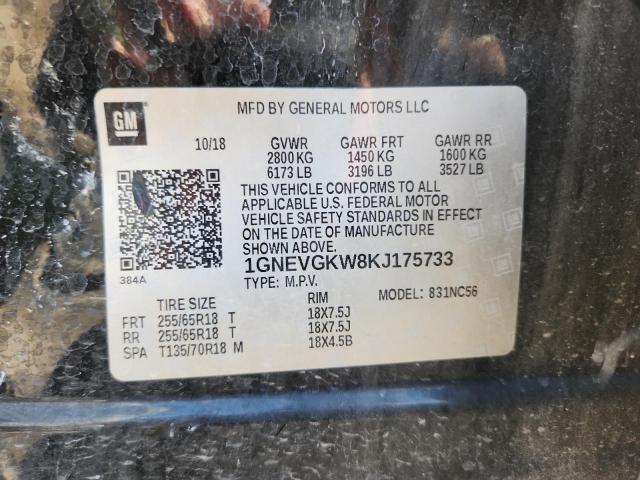 GM
MFD BY GENERAL MOTORS LLC
10/18 GVWR GAWR FRT GAWR RR
2800 KG 1450 KG 1600 KG
6173 LB 3196 LB 3527 LB
THIS VEHICLE CONFORMS TO ALL
APPLICABLE U.S. FEDERAL MOTOR
VEHICLE SAFETY STANDARDS IN EFFECT
ON THE DATE OF MANUFACTURE
SHOWN ABOVE.
384A
1GNEVGKW8KJ175733
TYPE: M.P.V. MODEL: 831NC56
TIRE SIZE RIM
FRT 255/65R18 T 18X7.5J
RR 255/65R18 T 18X7.5J
SPA T135/70R18 M 18X4.5B